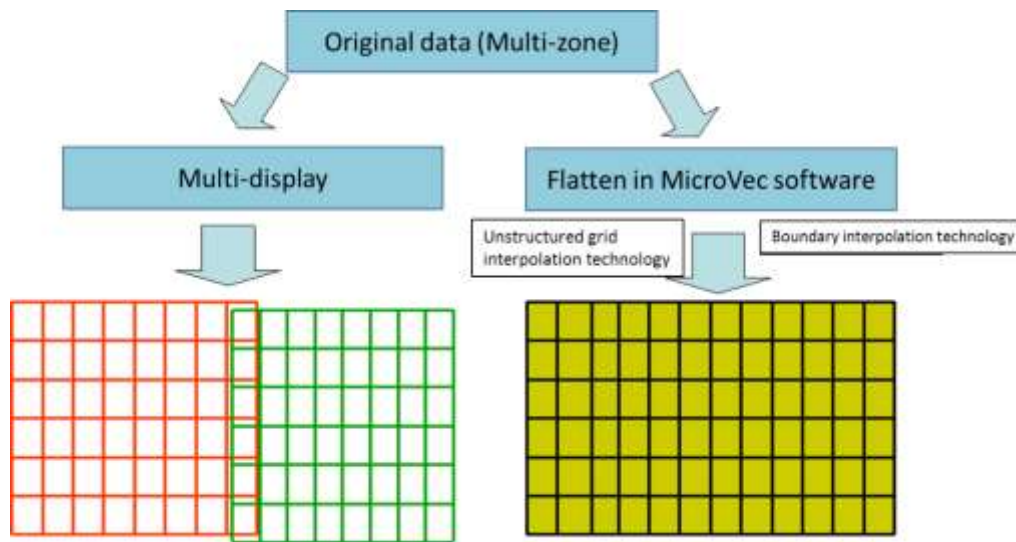 Original data (Multi-zone)
Multi-display
Flatten in MicroVec software
Unstructured grid
interpolation technology
Boundary interpolation technology